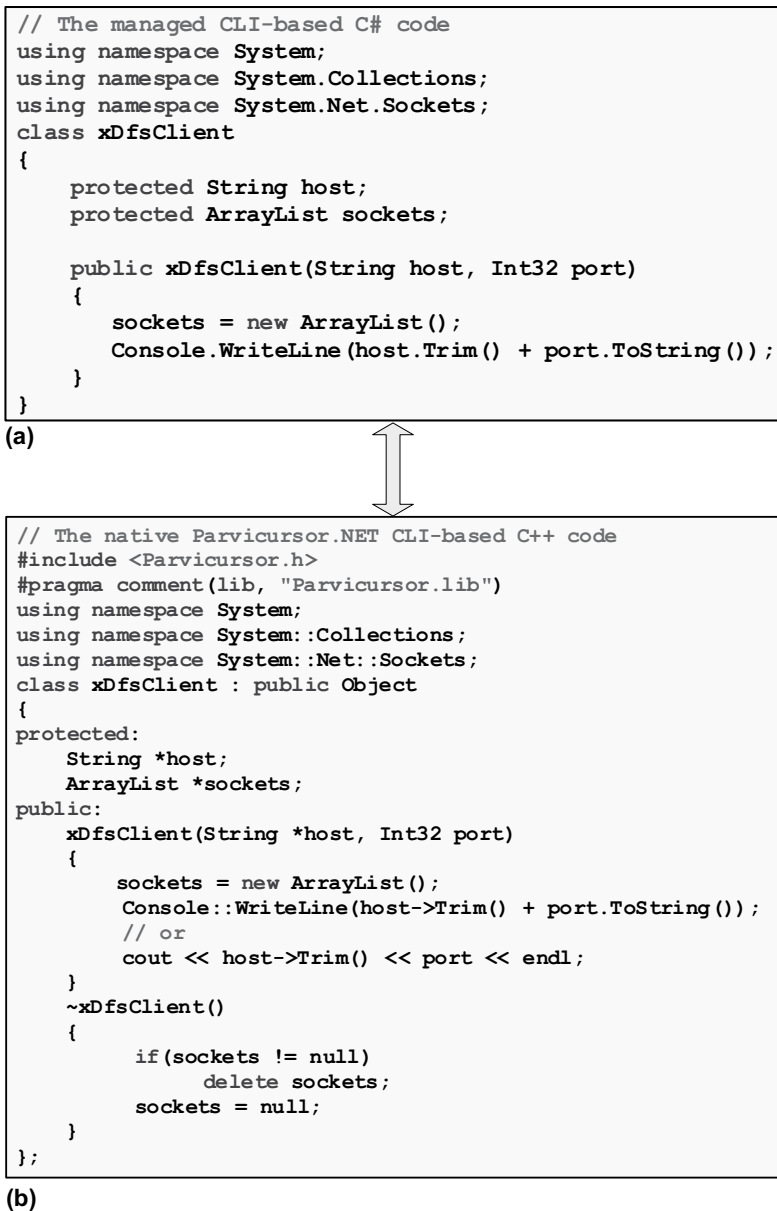 // The managed CLI-based C# code
using namespace System;
using namespace System.Collections;
using namespace System.Net.Sockets;
class xDfsClient
{
    protected String host;
    protected ArrayList sockets;

    public xDfsClient(String host, Int32 port)
    {
       sockets = new ArrayList();
       Console.WriteLine(host.Trim() + port.ToString());
    }
}
(a)
// The native Parvicursor.NET CLI-based C++ code
#include <Parvicursor.h>
#pragma comment(lib, "Parvicursor.lib")
using namespace System;
using namespace System::Collections;
using namespace System::Net::Sockets;
class xDfsClient : public Object
{
protected:
    String *host;
    ArrayList *sockets;
public:
    xDfsClient(String *host, Int32 port)
    {
        sockets = new ArrayList();
        Console::WriteLine(host->Trim() + port.ToString());
        // or
        cout << host->Trim() << port << endl;
    }
    ~xDfsClient()
    {
         if(sockets != null)
              delete sockets;
         sockets = null;
    }
};
(b)